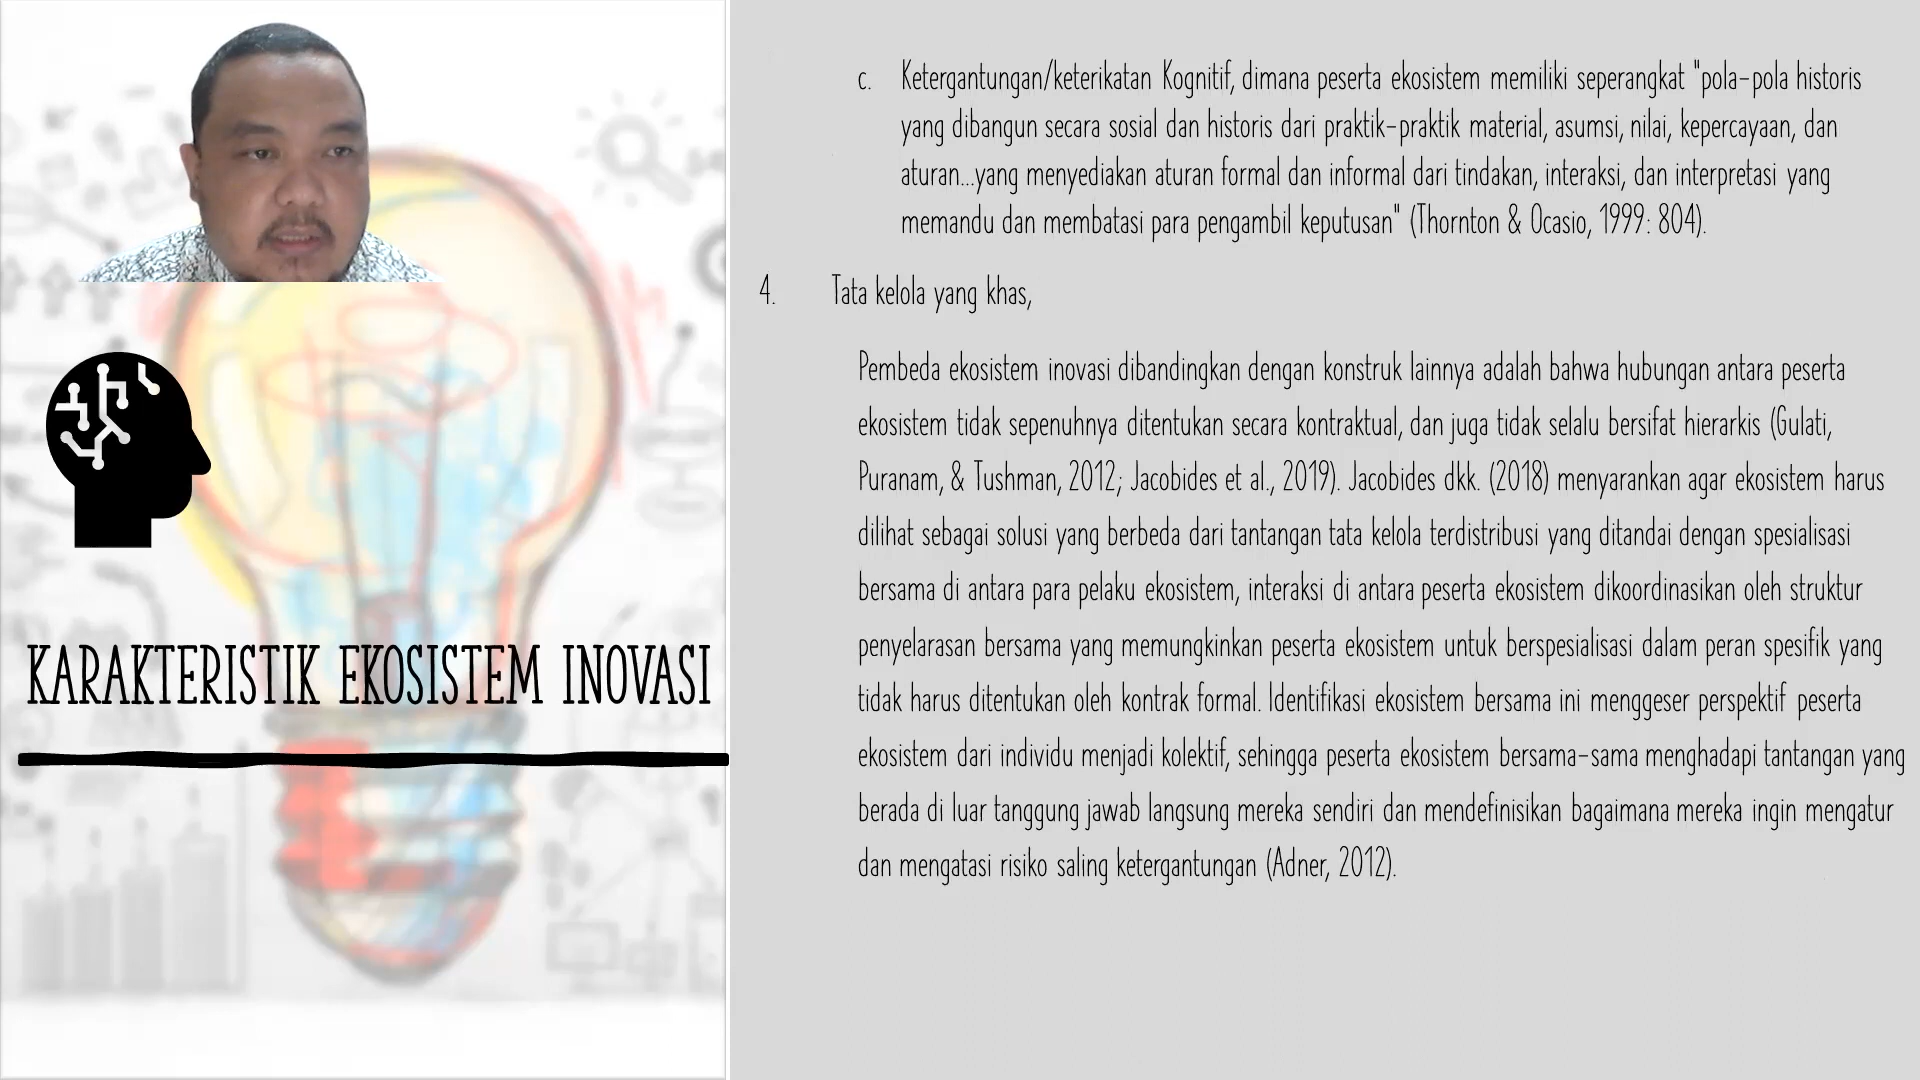 KARAKTERISTIK EKOSISTEM INOVASI
c. Ketergantungan/keterikatan Kognitif, dimana peserta ekosistem memiliki seperangkat "pola-pola historis
yang dibangun secara sosial dan historis dari praktik-praktik material, asumsi, nilai, kepercayaan, dan
aturan...yang menyediakan aturan formal dan informal dari tindakan, interaksi, dan interpretasi yang
memandu dan membatasi para pengambil keputusan" (Thornton & Ocasio, 1999: 804).
4. Tata kelola yang khas,
Pembeda ekosistem inovasi dibandingkan dengan konstruk lainnya adalah bahwa hubungan antara peserta
ekosistem tidak sepenuhnya ditentukan secara kontraktual, dan juga tidak selalu bersifat hierarkis (Gulati,
Puranam, & Tushman, 2012; Jacobides et al., 2019). Jacobides dkk. (2018) menyarankan agar ekosistem harus
dilihat sebagai solusi yang berbeda dari tantangan tata kelola terdistribusi yang ditandai dengan spesialisasi
bersama di antara para pelaku ekosistem, interaksi di antara peserta ekosistem dikoordinasikan oleh struktur
penyelarasan bersama yang memungkinkan peserta ekosistem untuk berspesialisasi dalam peran spesifik yang
tidak harus ditentukan oleh kontrak formal. Identifikasi ekosistem bersama ini menggeser perspektif peserta
ekosistem dari individu menjadi kolektif, sehingga peserta ekosistem bersama-sama menghadapi tantangan yang
berada di luar tanggung jawab langsung mereka sendiri dan mendefinisikan bagaimana mereka ingin mengatur
dan mengatasi risiko saling ketergantungan (Adner, 2012).